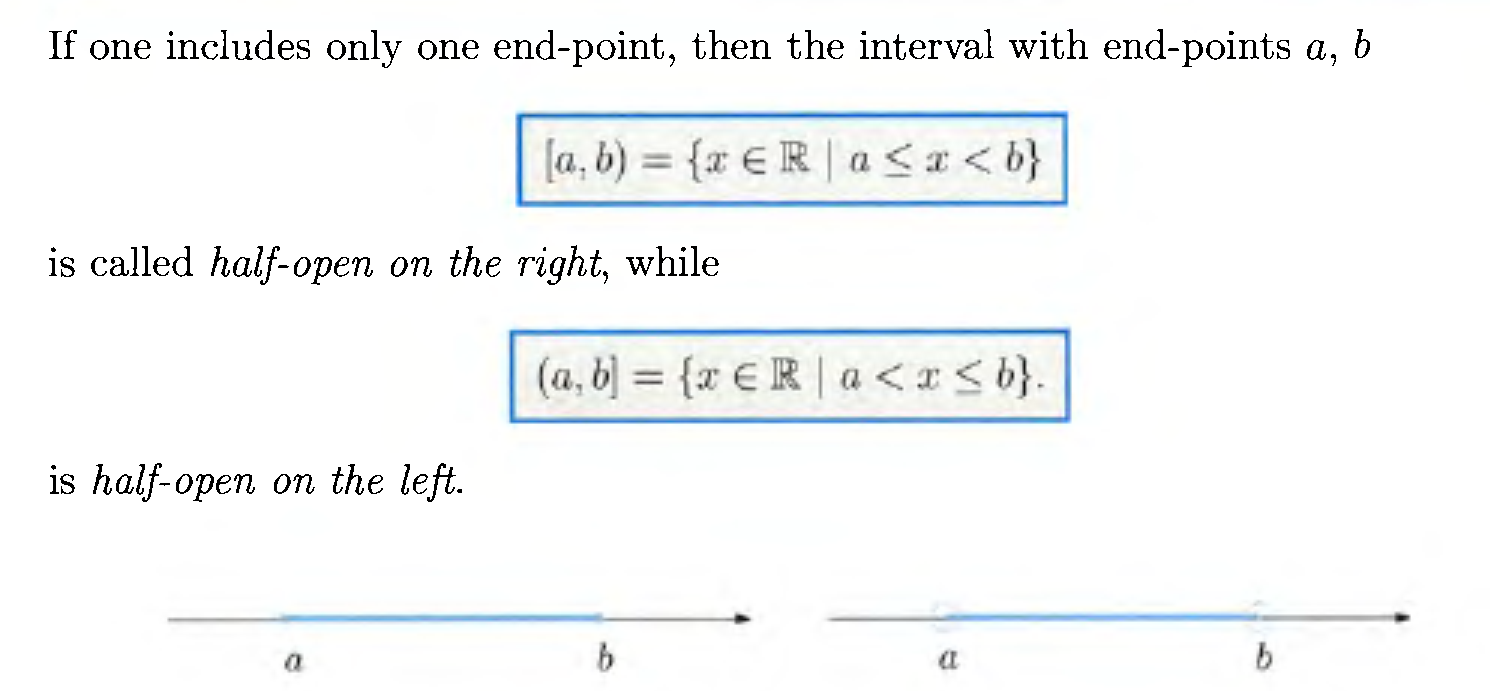 If one includes only one end-point, then the interval with end-points a, b
[a, b) = {x ∈ ℝ | a ≤ x < b}
is called half-open on the right, while
(a, b] = {x ∈ ℝ | a < x ≤ b}.
is half-open on the left.
a b a b